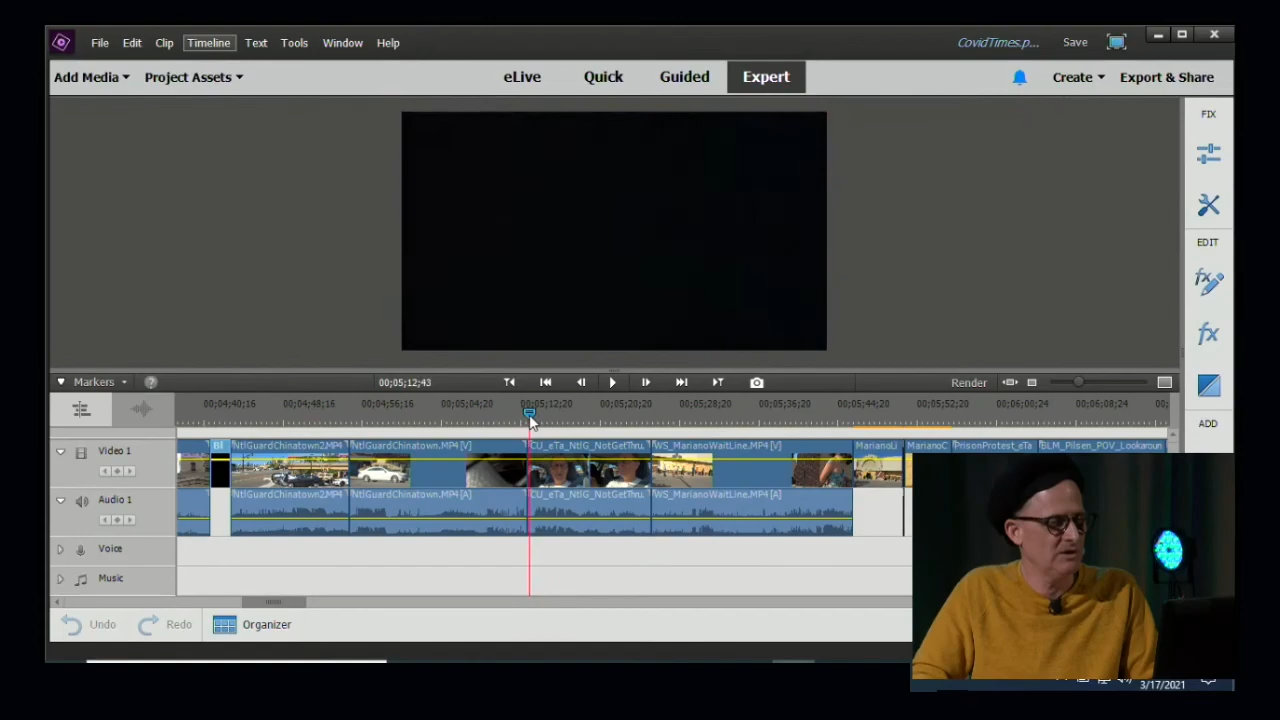 File Edit Clip Timeline Text Tools Window Help CovidTimes.p... Save
Add Media Project Assets eLive Quick Guided Expert Create Export & Share
FIX
EDIT
Markers ? 00;05;12;43 Render
00;04;40;16 00;04;48;16 00;04;56;16 00;05;04;20 00;05;12;20 00;05;20;20 00;05;28;20 00;05;36;20 00;05;44;20 00;05;52;20 00;06;00;24 00;06;08;24 00;
ADD
Video 1 Bl NtlGuardChinatown2.MP4 NtlGuardChinatown.MP4 [V] CU_eTa_NtlG_NotGetThru. WS_MarianoWaitLine.MP4 [V] MarianoLi MarianoC PrisonProtest_eTa BLM_Pilsen_POV_Lookaroun
Audio 1 NtlGuardChinatown2.MP4 NtlGuardChinatown.MP4 [A] CU_eTa_NtlG_NotGetThru. WS_MarianoWaitLine.MP4 [A]
Voice
Music
Undo Redo Organizer
3/17/2021